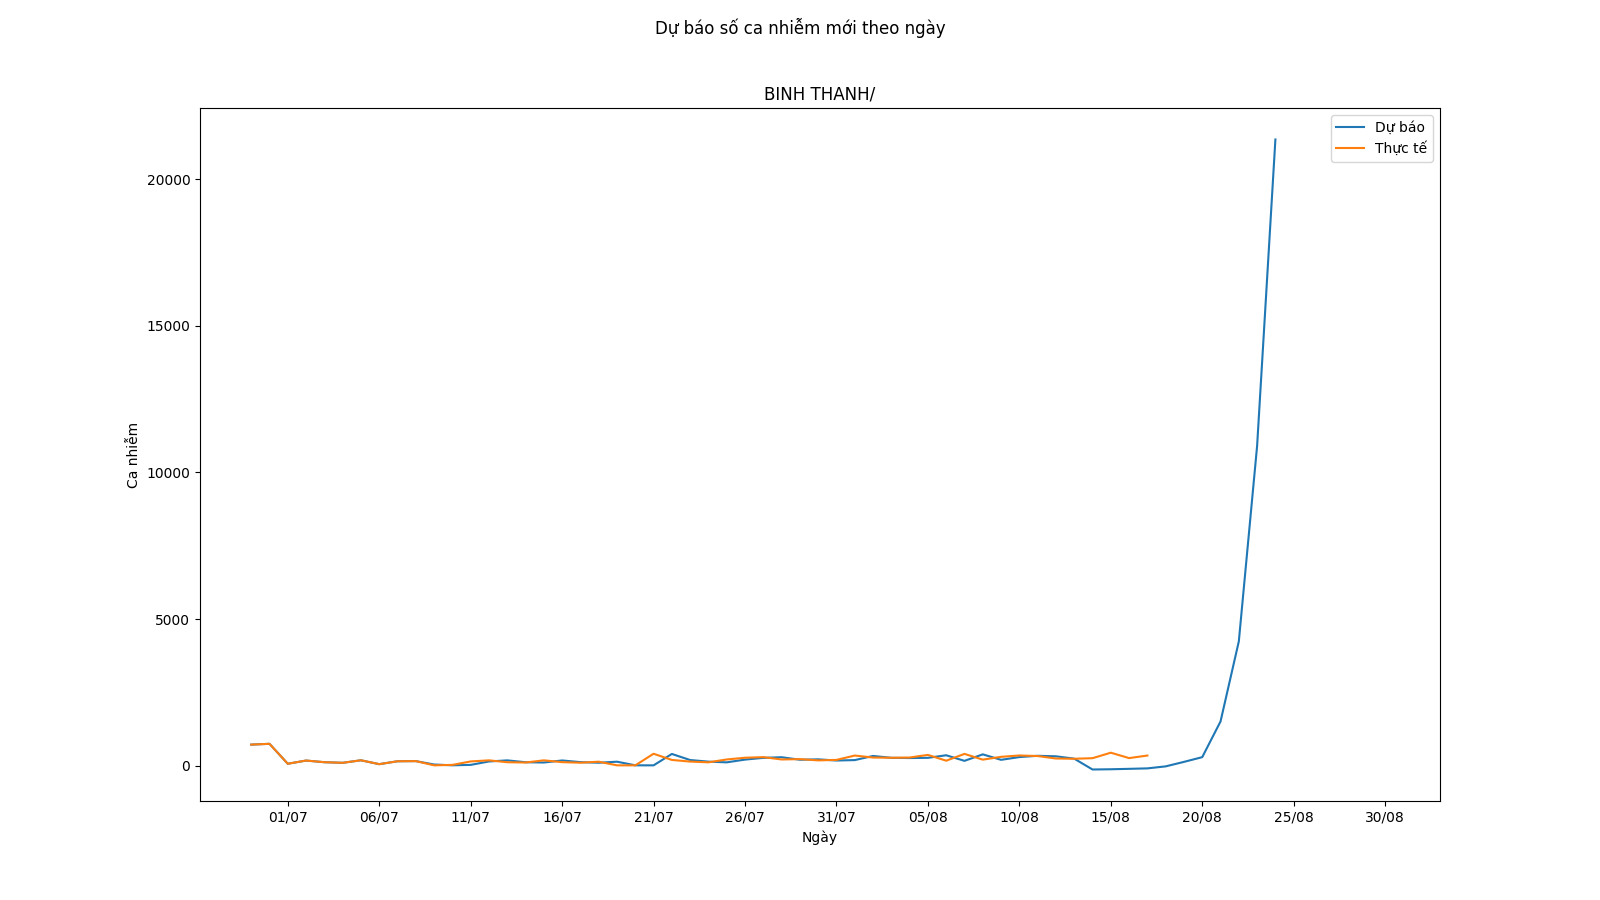 Dự báo số ca nhiễm mới theo ngày
BINH THANH/
Dự báo
Thực tế
20000
15000
10000
5000
0
Ca nhiễm
01/07 06/07 11/07 16/07 21/07 26/07 31/07 05/08 10/08 15/08 20/08 25/08 30/08
Ngày